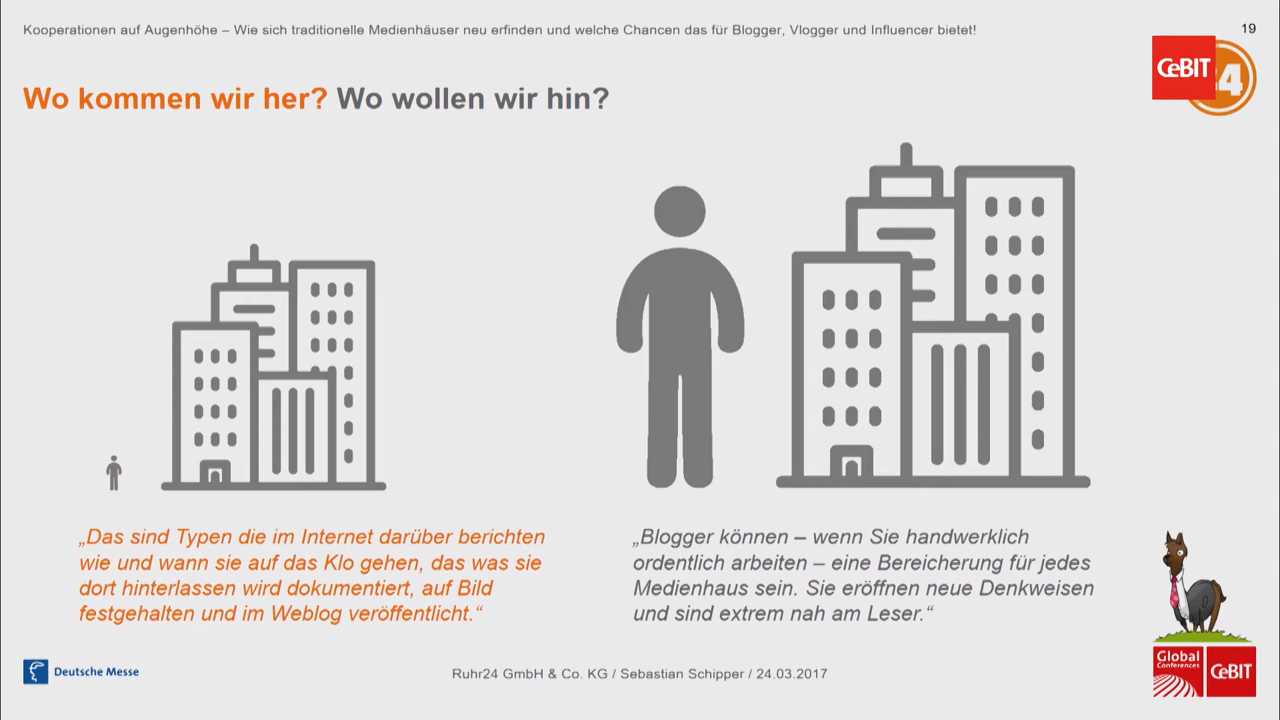 Kooperationen auf Augenhöhe – Wie sich traditionelle Medienhäuser neu erfinden und welche Chancen das für Blogger, Vlogger und Influencer bietet!
19
CeBIT
4
Wo kommen wir her? Wo wollen wir hin?
„Das sind Typen die im Internet darüber berichten
wie und wann sie auf das Klo gehen, das was sie
dort hinterlassen wird dokumentiert, auf Bild
festgehalten und im Weblog veröffentlicht.“
„Blogger können – wenn Sie handwerklich
ordentlich arbeiten – eine Bereicherung für jedes
Medienhaus sein. Sie eröffnen neue Denkweisen
und sind extrem nah am Leser.“
Deutsche Messe
Ruhr24 GmbH & Co. KG / Sebastian Schipper / 24.03.2017
Global
Conferences
CeBIT